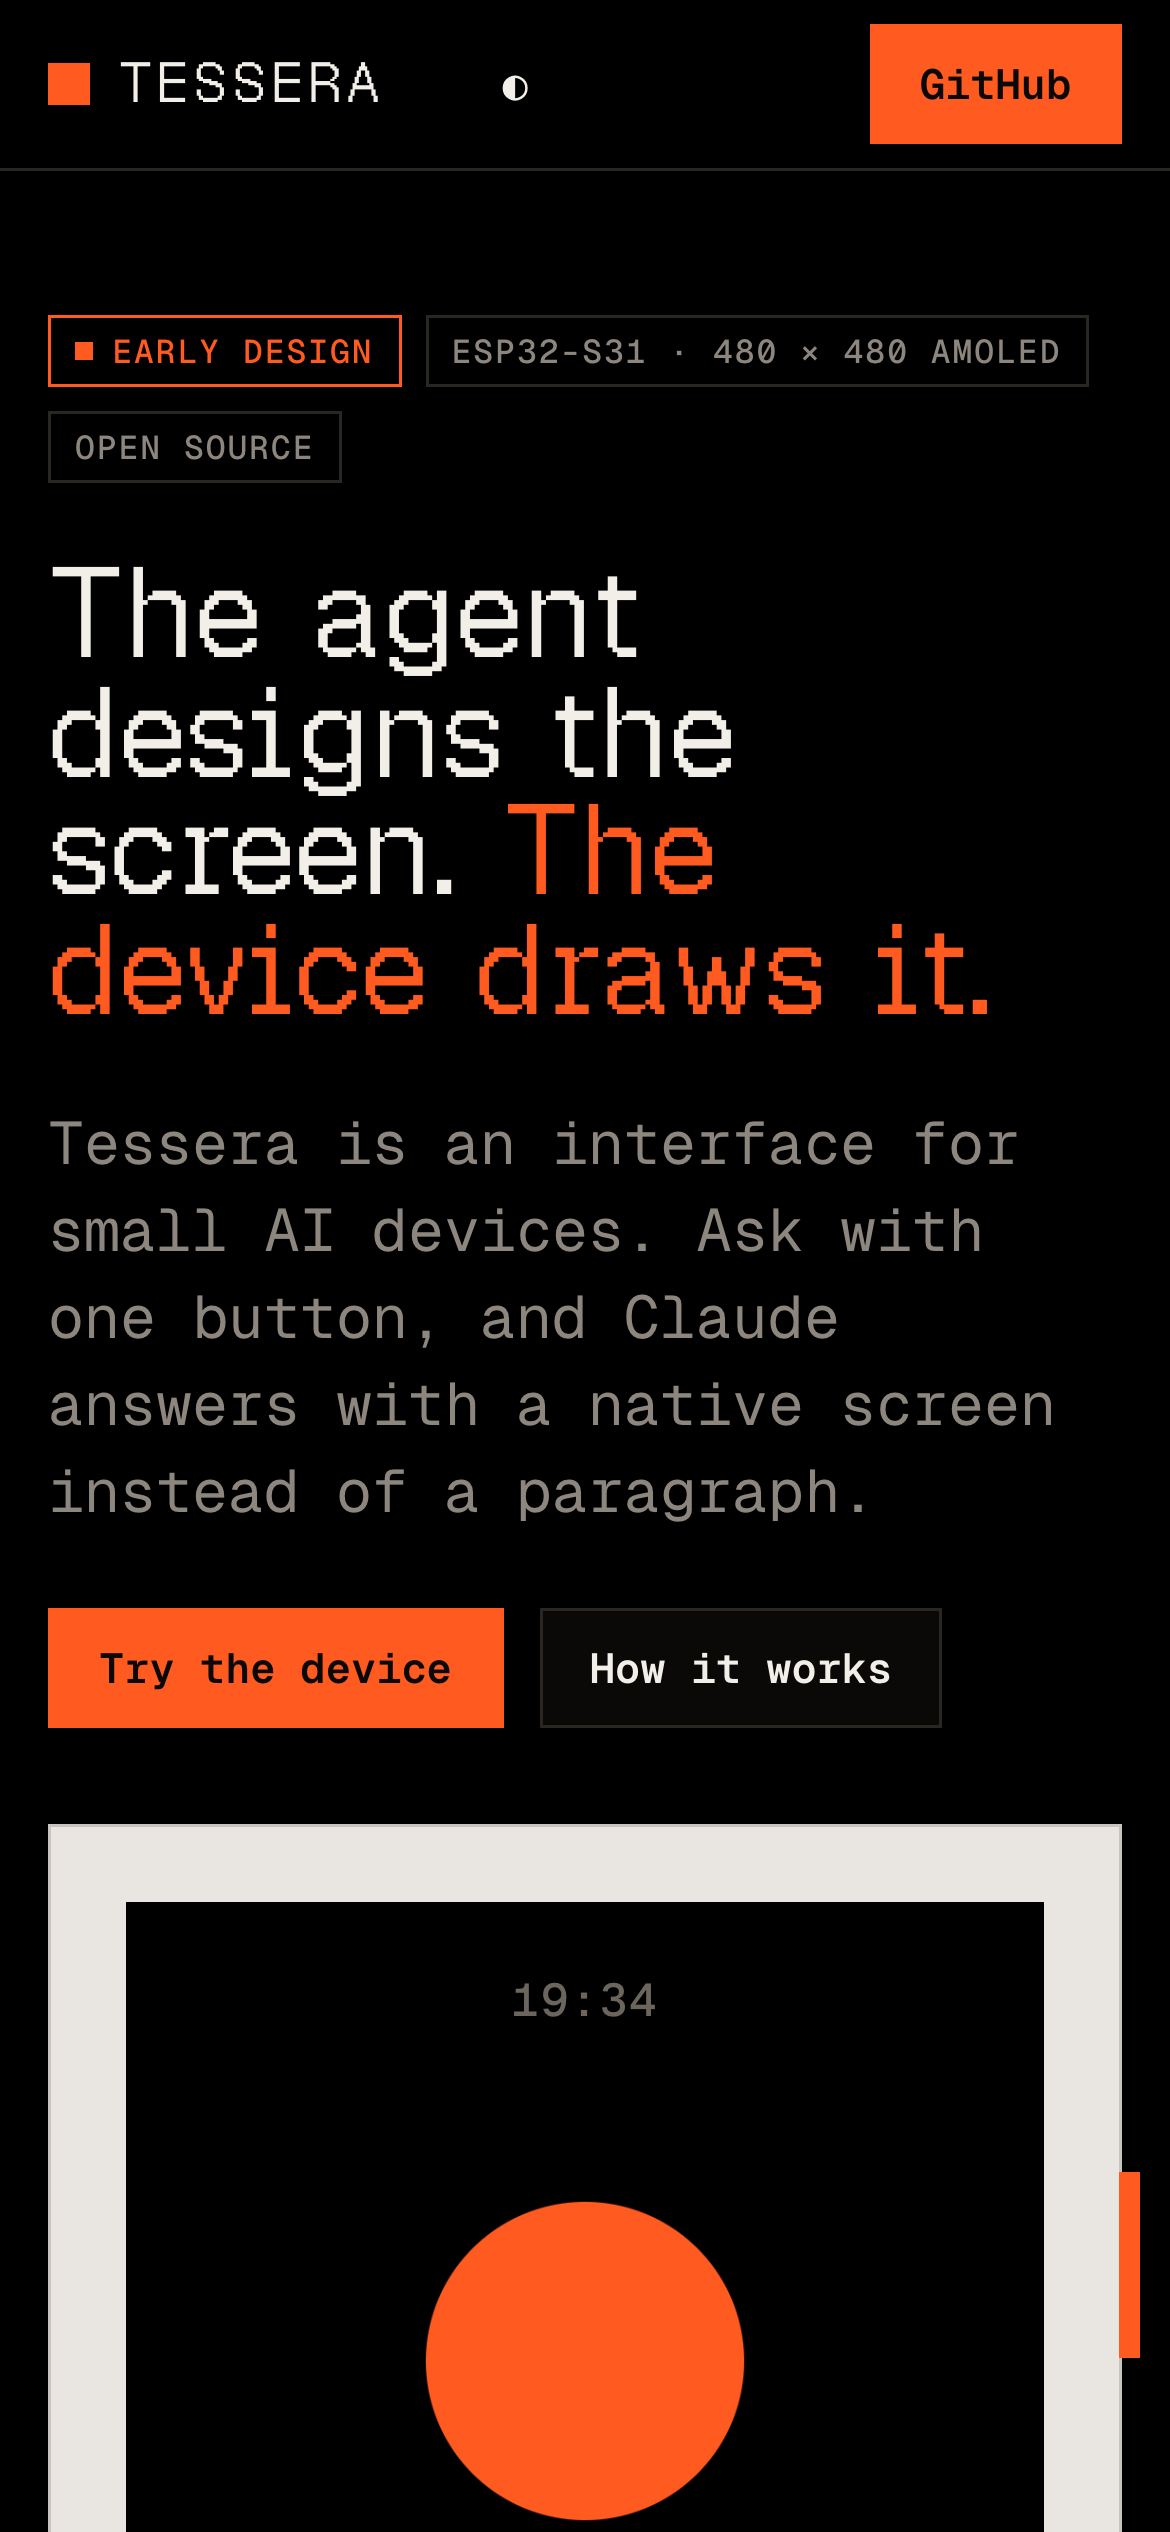 TESSERA
GitHub
EARLY DESIGN
ESP32-S31 · 480 × 480 AMOLED
OPEN SOURCE
The agent
designs the
screen. The
device draws it.
Tessera is an interface for
small AI devices. Ask with
one button, and Claude
answers with a native screen
instead of a paragraph.
Try the device
How it works
19:34